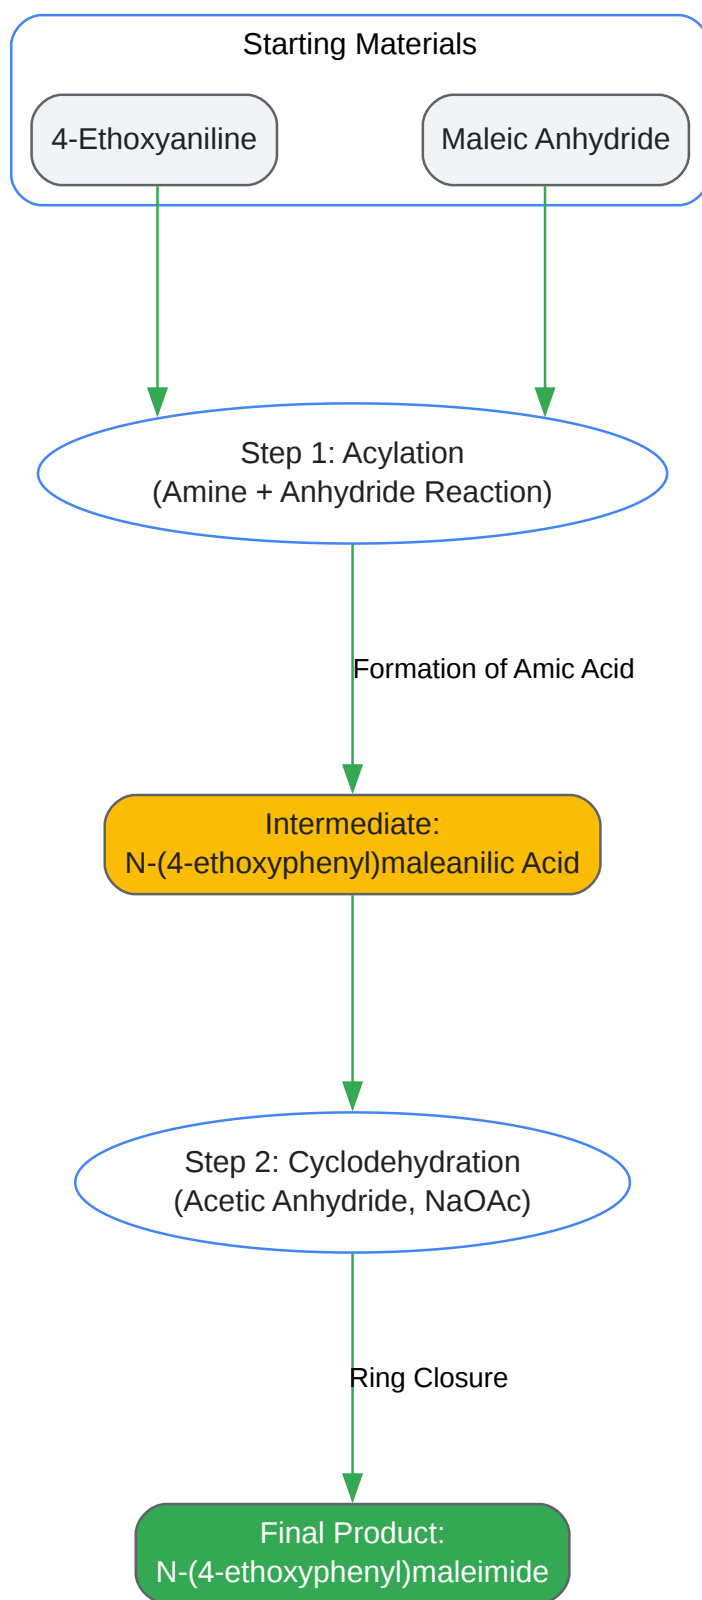 Starting Materials
4-Ethoxyaniline
Maleic Anhydride
Step 1: Acylation
(Amine + Anhydride Reaction)
Formation of Amic Acid
Intermediate:
N-(4-ethoxyphenyl)maleanilic Acid
Step 2: Cyclodehydration
(Acetic Anhydride, NaOAc)
Ring Closure
Final Product:
N-(4-ethoxyphenyl)maleimide